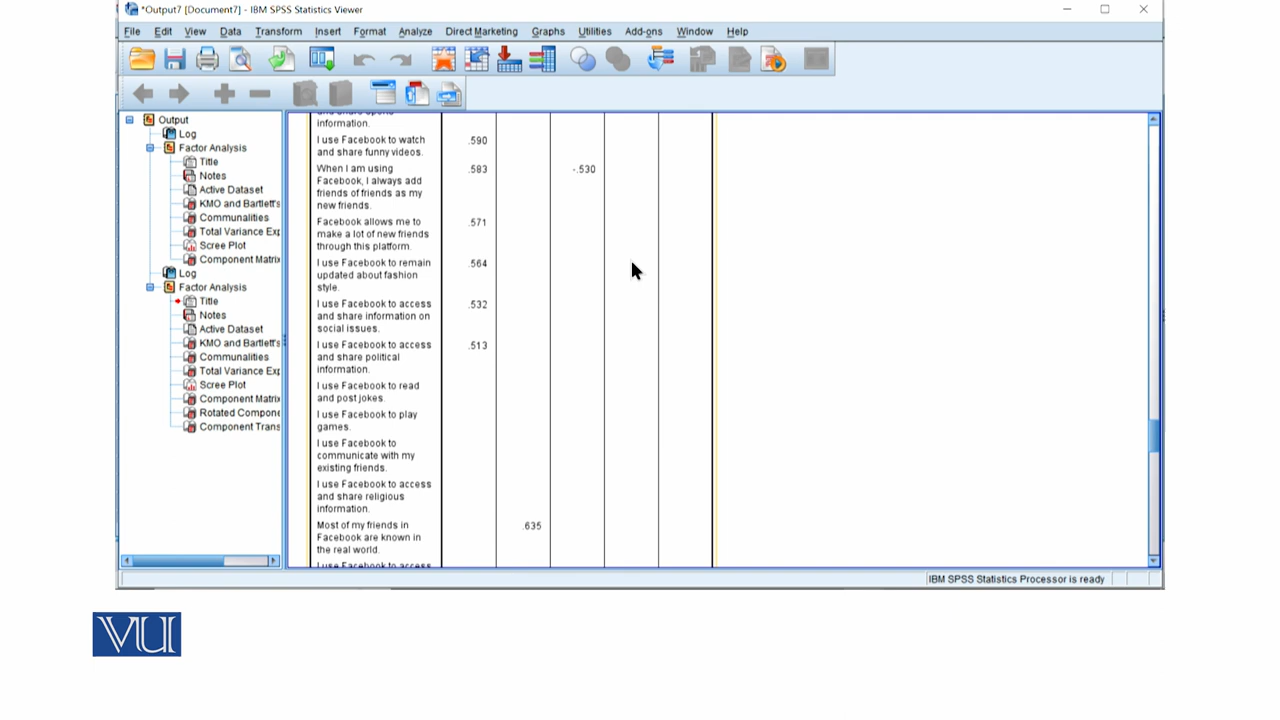 *Output7 [Document7] - IBM SPSS Statistics Viewer
File Edit View Data Transform Insert Format Analyze Direct Marketing Graphs Utilities Add-ons Window Help
Output
Log
Factor Analysis
Title
Notes
Active Dataset
KMO and Bartlett's
Communalities
Total Variance Exp
Scree Plot
Component Matrix
Log
Factor Analysis
Title
Notes
Active Dataset
KMO and Bartlett's
Communalities
Total Variance Exp
Scree Plot
Component Matrix
Rotated Compone
Component Trans
and share sports
information.
I use Facebook to watch .590
and share funny videos.
When I am using .583 -.530
Facebook, I always add
friends of friends as my
new friends.
Facebook allows me to .571
make a lot of new friends
through this platform.
I use Facebook to remain .564
updated about fashion
style.
I use Facebook to access .532
and share information on
social issues.
I use Facebook to access .513
and share political
information.
I use Facebook to read
and post jokes.
I use Facebook to play
games.
I use Facebook to
communicate with my
existing friends.
I use Facebook to access
and share religious
information.
Most of my friends in .635
Facebook are known in
the real world.
I use Facebook to access
IBM SPSS Statistics Processor is ready
VU